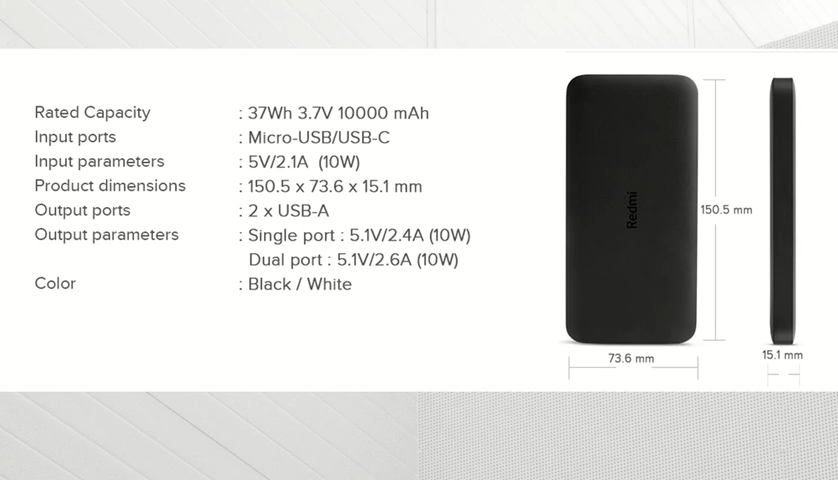 Rated Capacity : 37Wh 3.7V 10000 mAh
Input ports : Micro-USB/USB-C
Input parameters : 5V/2.1A (10W)
Product dimensions : 150.5 x 73.6 x 15.1 mm
Output ports : 2 x USB-A
Output parameters : Single port : 5.1V/2.4A (10W)
Dual port : 5.1V/2.6A (10W)
Color : Black / White
Redmi
150.5 mm
73.6 mm
15.1 mm